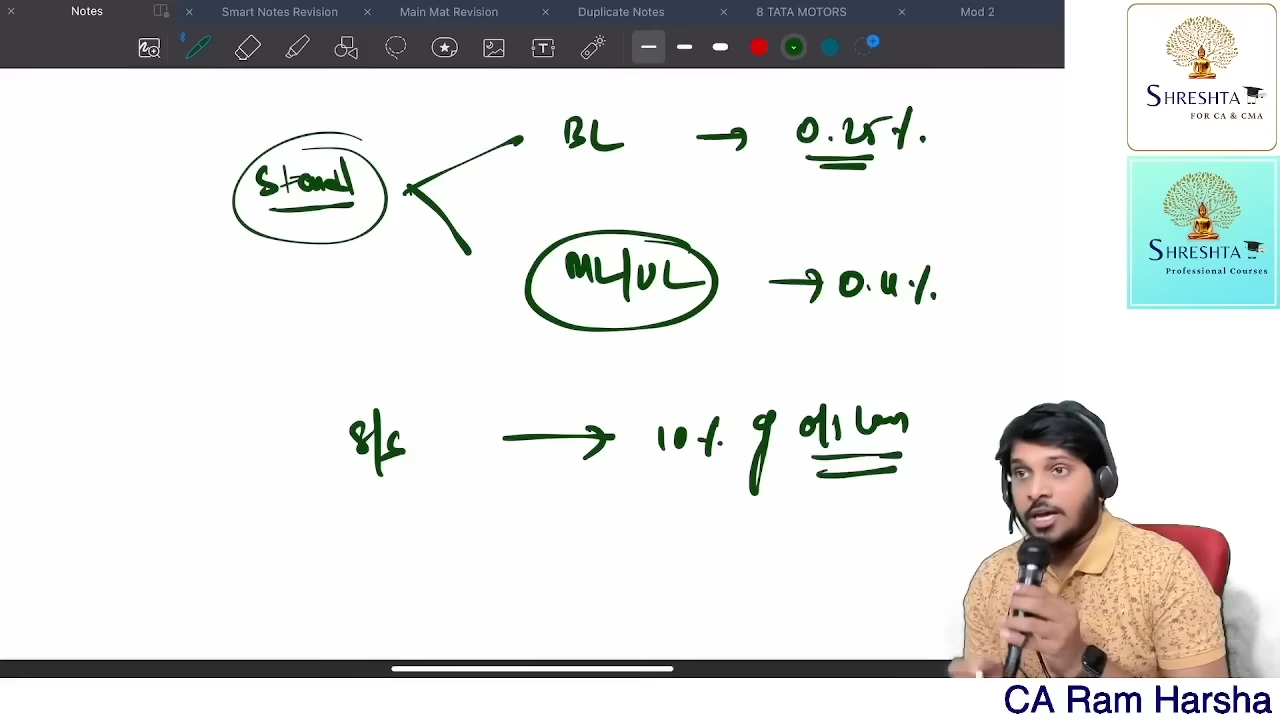 Notes
Smart Notes Revision
Main Mat Revision
Duplicate Notes
8 TATA MOTORS
Mod 2
SHRESHTA
FOR CA & CMA
SHRESHTA
Professional Courses
BL → 0.25%
Stand
ML/UL → 0.4%
S/S → 10% of o/s Loan
CA Ram Harsha